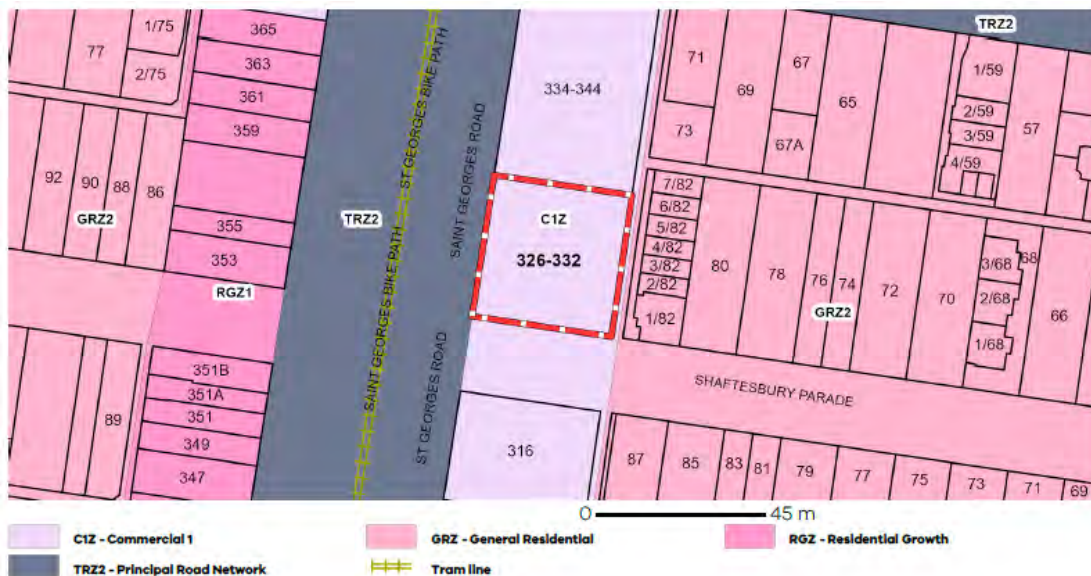 365
363
361
359
355
353
RGZ1
351B
351A
351
349
347
77
1/75
2/75
92
90
88
86
GRZ2
89
TRZ2
SAINT GEORGES BIKE PATH
ST GEORGES BIKE PATH
SAINT GEORGES ROAD
ST GEORGES ROAD
334-344
C1Z
326-332
316
71
73
69
67
67A
65
TRZ2
1/59
2/59
3/59
4/59
57
7/82
6/82
5/82
4/82
3/82
2/82
1/82
80
78
76
74
GRZ2
72
70
3/68
68
2/68
1/68
66
SHAFTESBURY PARADE
87
85
83
81
79
77
75
73
71
69
0 45 m
C1Z - Commercial 1
GRZ - General Residential
RGZ - Residential Growth
TRZ2 - Principal Road Network
Tram line